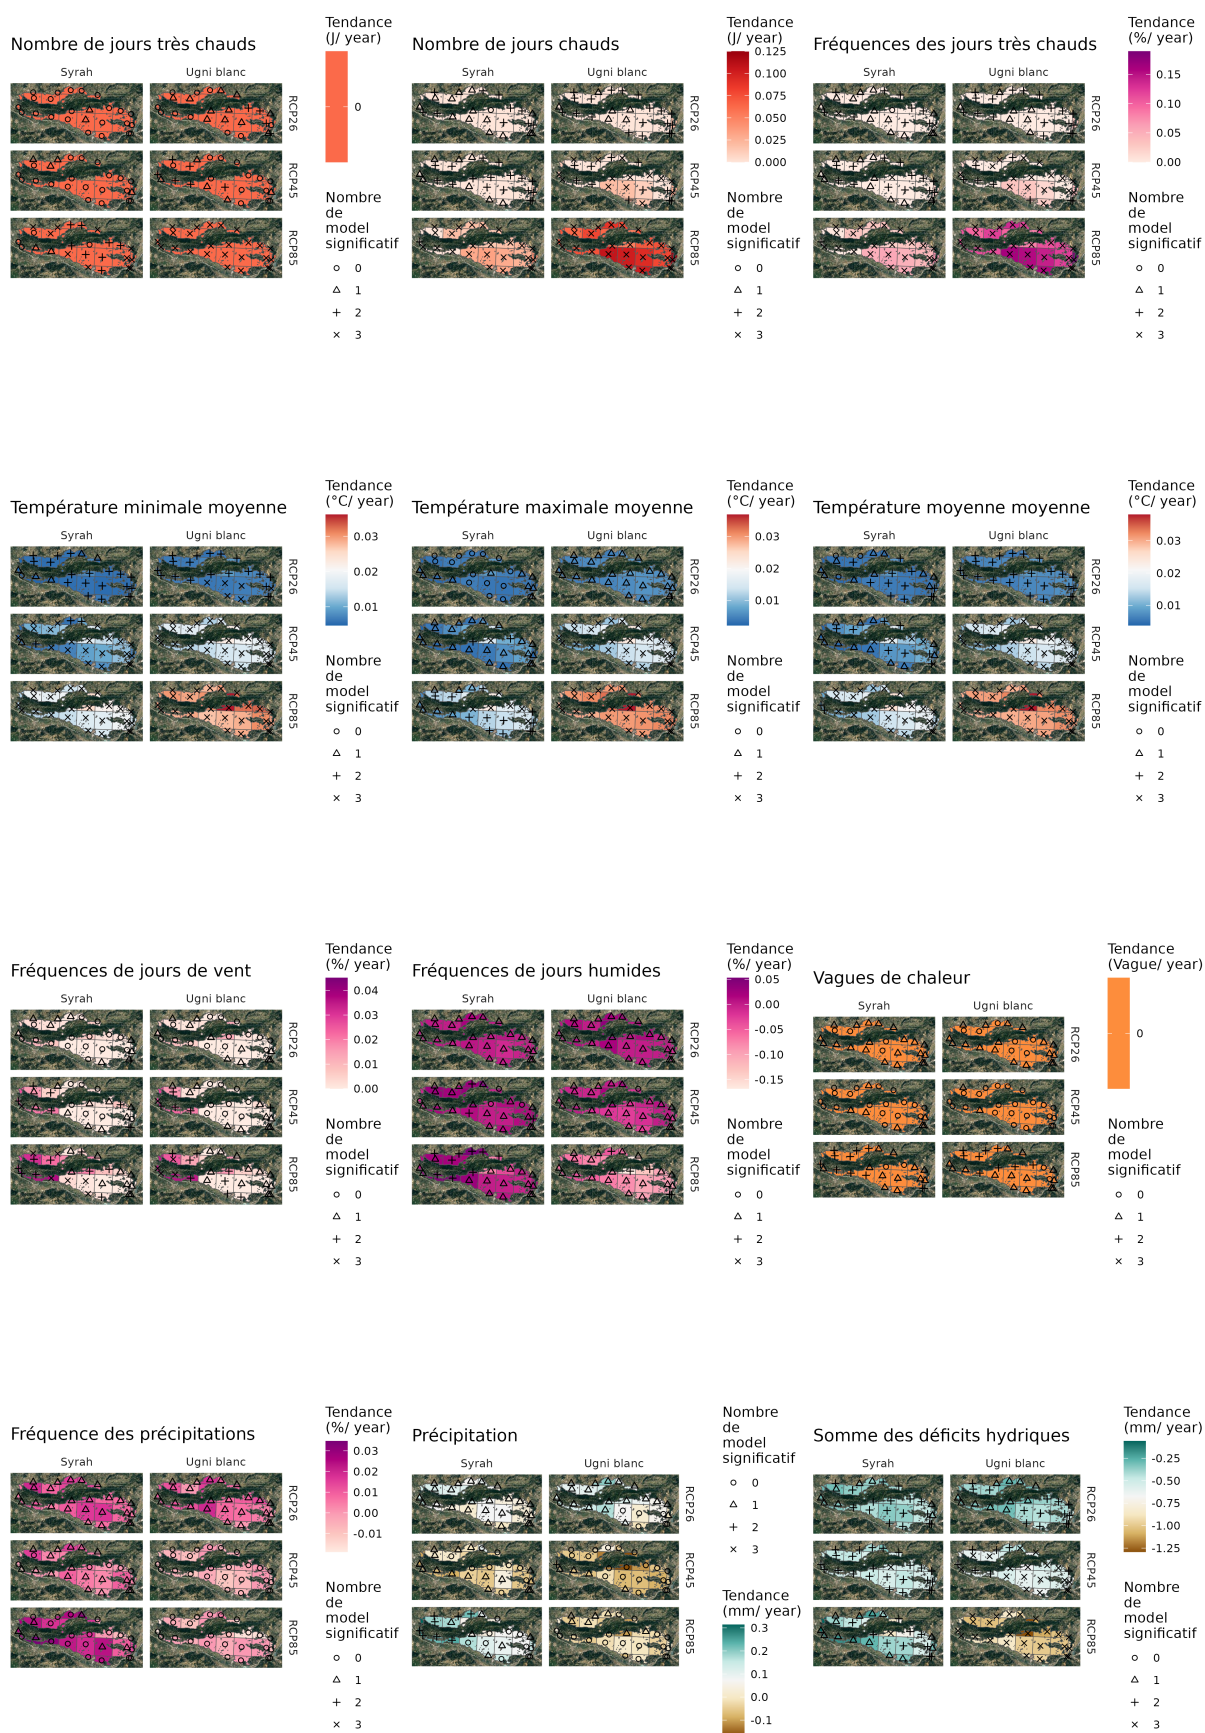 Nombre de jours très chauds
Syrah
Ugni blanc
RCP26
RCP45
RCP85
Tendance
(J/ year)
0
Nombre
de
model
significatif
0
1
2
3
Nombre de jours chauds
Syrah
Ugni blanc
RCP26
RCP45
RCP85
Tendance
(J/ year)
0.125
0.100
0.075
0.050
0.025
0.000
Nombre
de
model
significatif
0
1
2
3
Fréquences des jours très chauds
Syrah
Ugni blanc
RCP26
RCP45
RCP85
Tendance
(%/ year)
0.15
0.10
0.05
0.00
Nombre
de
model
significatif
0
1
2
3
Température minimale moyenne
Syrah
Ugni blanc
RCP26
RCP45
RCP85
Tendance
(°C/ year)
0.03
0.02
0.01
Nombre
de
model
significatif
0
1
2
3
Température maximale moyenne
Syrah
Ugni blanc
RCP26
RCP45
RCP85
Tendance
(°C/ year)
0.03
0.02
0.01
Nombre
de
model
significatif
0
1
2
3
Température moyenne moyenne
Syrah
Ugni blanc
RCP26
RCP45
RCP85
Tendance
(°C/ year)
0.03
0.02
0.01
Nombre
de
model
significatif
0
1
2
3
Fréquences de jours de vent
Syrah
Ugni blanc
RCP26
RCP45
RCP85
Tendance
(%/ year)
0.04
0.03
0.02
0.01
0.00
Nombre
de
model
significatif
0
1
2
3
Fréquences de jours humides
Syrah
Ugni blanc
RCP26
RCP45
RCP85
Tendance
(%/ year)
0.05
0.00
-0.05
-0.10
-0.15
Nombre
de
model
significatif
0
1
2
3
Vagues de chaleur
Syrah
Ugni blanc
RCP26
RCP45
RCP85
Tendance
(Vague/ year)
0
Nombre
de
model
significatif
0
1
2
3
Fréquence des précipitations
Syrah
Ugni blanc
RCP26
RCP45
RCP85
Tendance
(%/ year)
0.03
0.02
0.01
0.00
-0.01
Nombre
de
model
significatif
0
1
2
3
Précipitation
Syrah
Ugni blanc
RCP26
RCP45
RCP85
Nombre
de
model
significatif
0
1
2
3
Tendance
(mm/ year)
0.3
0.2
0.1
0.0
-0.1
Somme des déficits hydriques
Syrah
Ugni blanc
RCP26
RCP45
RCP85
Tendance
(mm/ year)
-0.25
-0.50
-0.75
-1.00
-1.25
Nombre
de
model
significatif
0
1
2
3